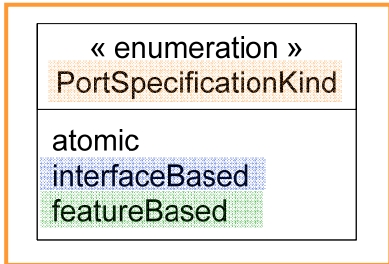 « enumeration »
PortSpecificationKind
atomic
interfaceBased
featureBased